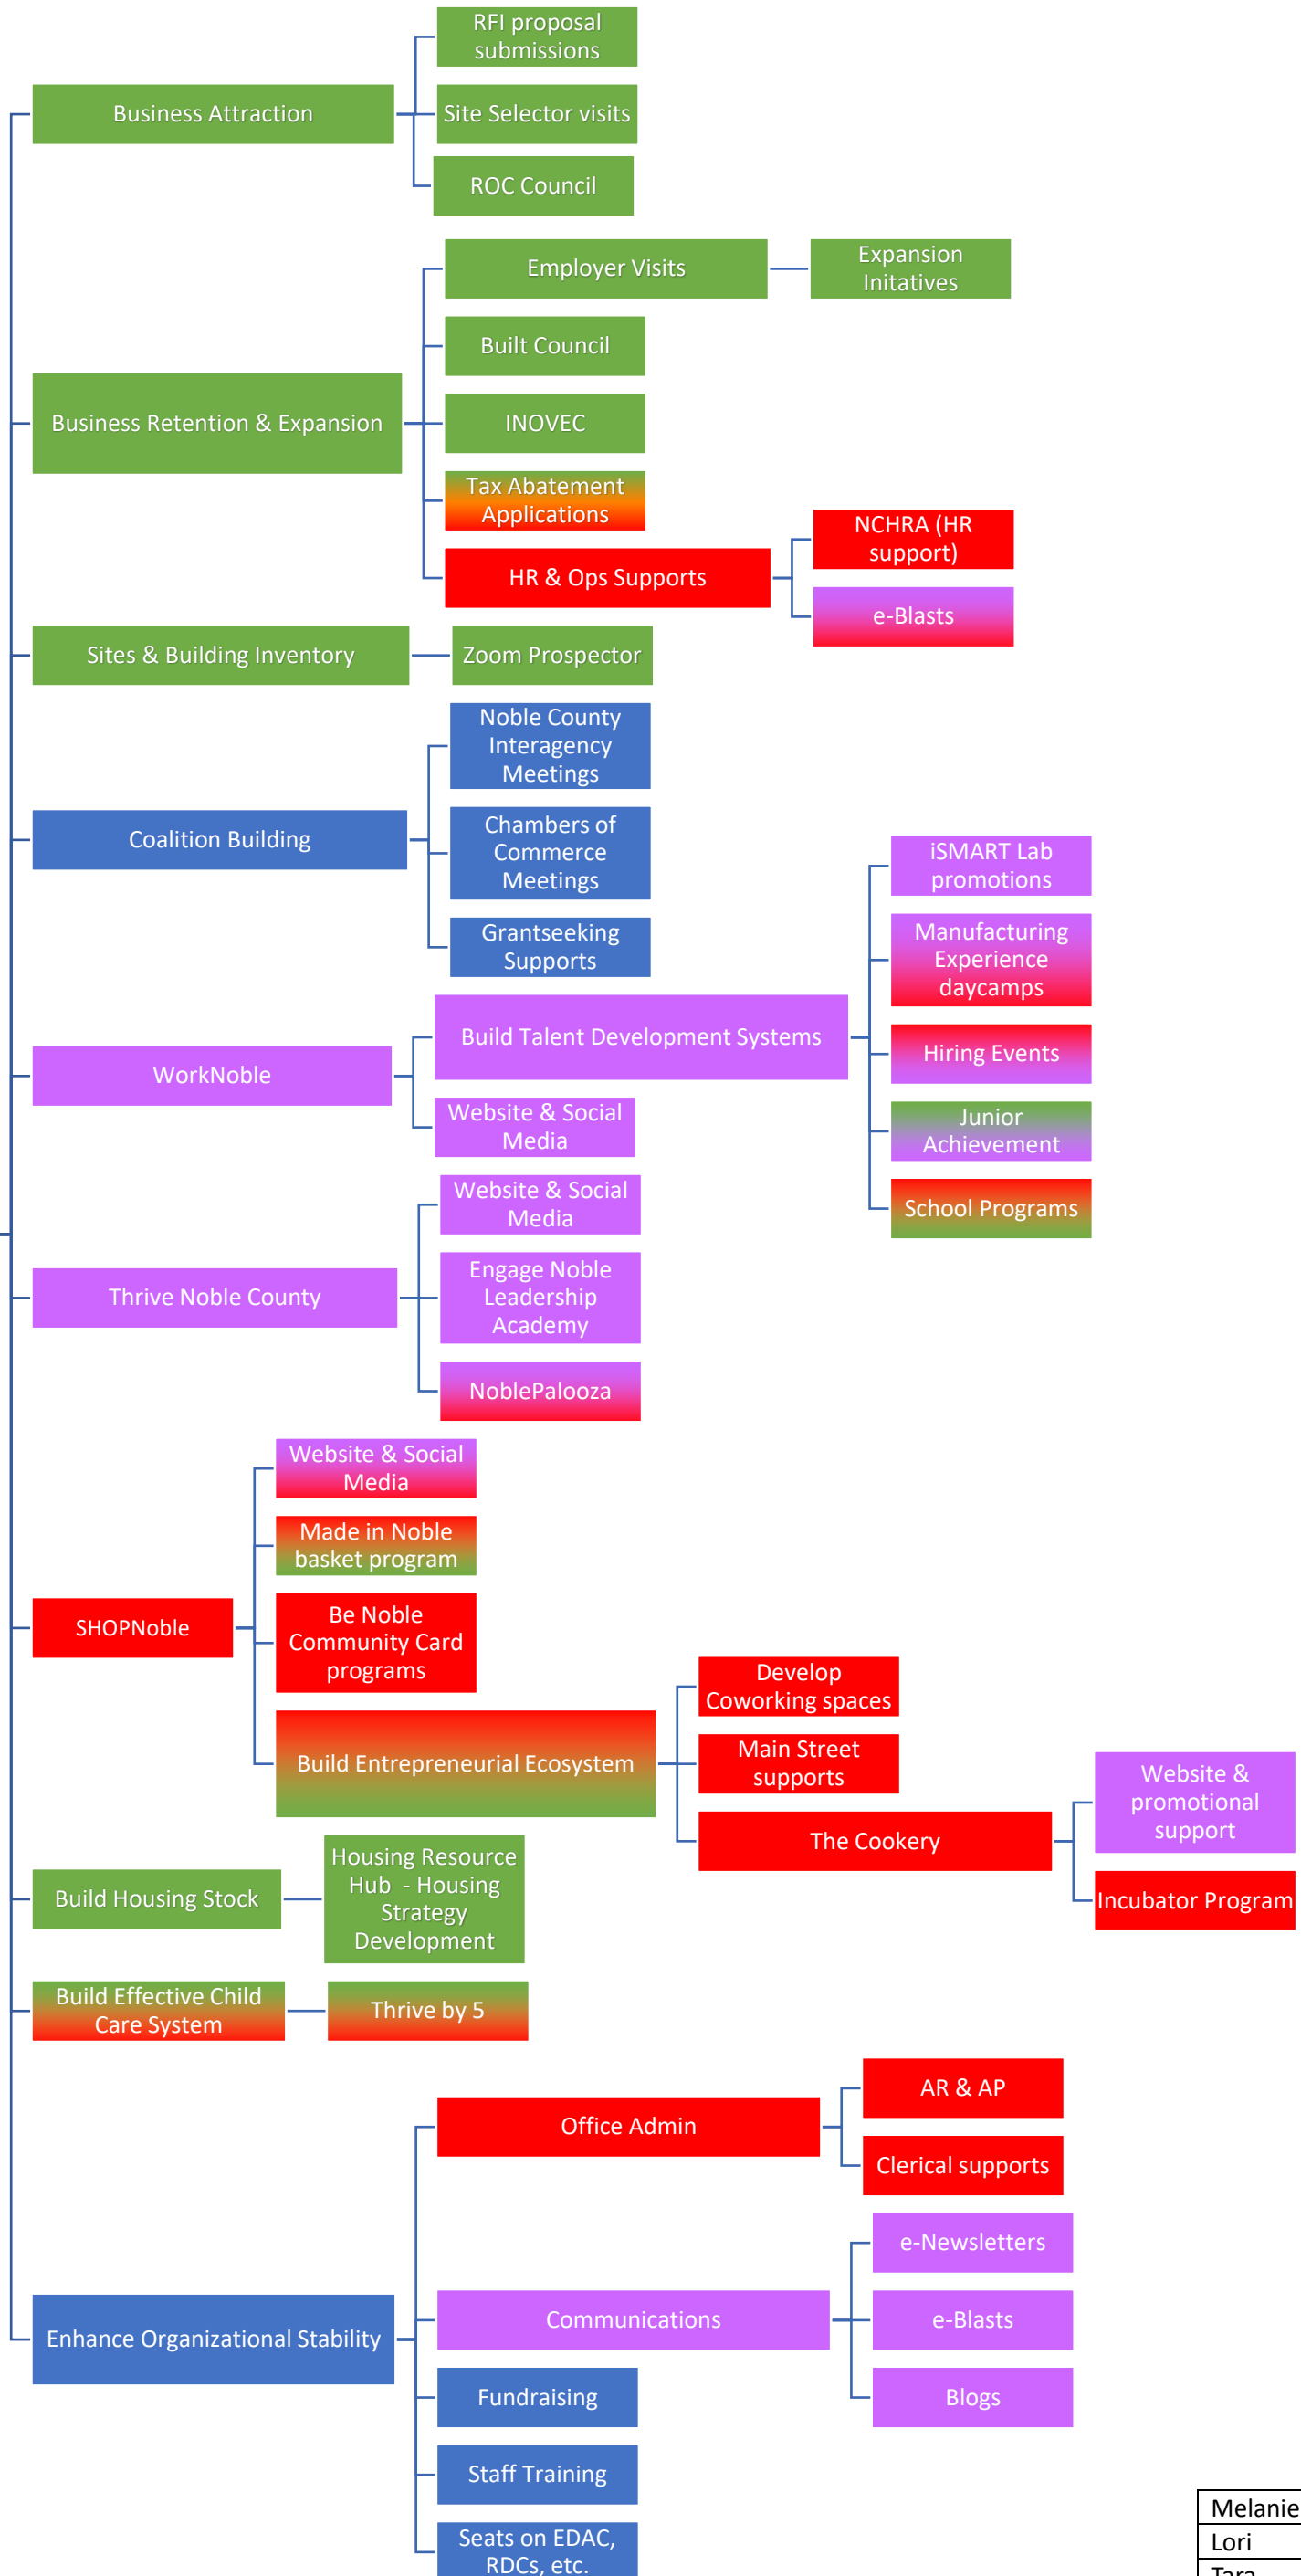 RFI proposal
submissions
Business Attraction
Site Selector visits
ROC Council
Employer Visits
Expansion
Initatives
Built Council
Business Retention & Expansion
INOVEC
Tax Abatement
Applications
HR & Ops Supports
NCHRA (HR
support)
e-Blasts
Sites & Building Inventory
Zoom Prospector
Noble County
Interagency
Meetings
Coalition Building
Chambers of
Commerce
Meetings
Grantseeking
Supports
WorkNoble
Build Talent Development Systems
iSMART Lab
promotions
Manufacturing
Experience
daycamps
Hiring Events
Junior
Achievement
School Programs
Website & Social
Media
Thrive Noble County
Website & Social
Media
Engage Noble
Leadership
Academy
NoblePalooza
SHOPNoble
Website & Social
Media
Made in Noble
basket program
Be Noble
Community Card
programs
Build Entrepreneurial Ecosystem
Develop
Coworking spaces
Main Street
supports
The Cookery
Website &
promotional
support
Incubator Program
Build Housing Stock
Housing Resource
Hub - Housing
Strategy
Development
Build Effective Child
Care System
Thrive by 5
Enhance Organizational Stability
Office Admin
AR & AP
Clerical supports
Communications
e-Newsletters
e-Blasts
Blogs
Fundraising
Staff Training
Seats on EDAC,
RDCs, etc.
Melanie
Lori
Tara